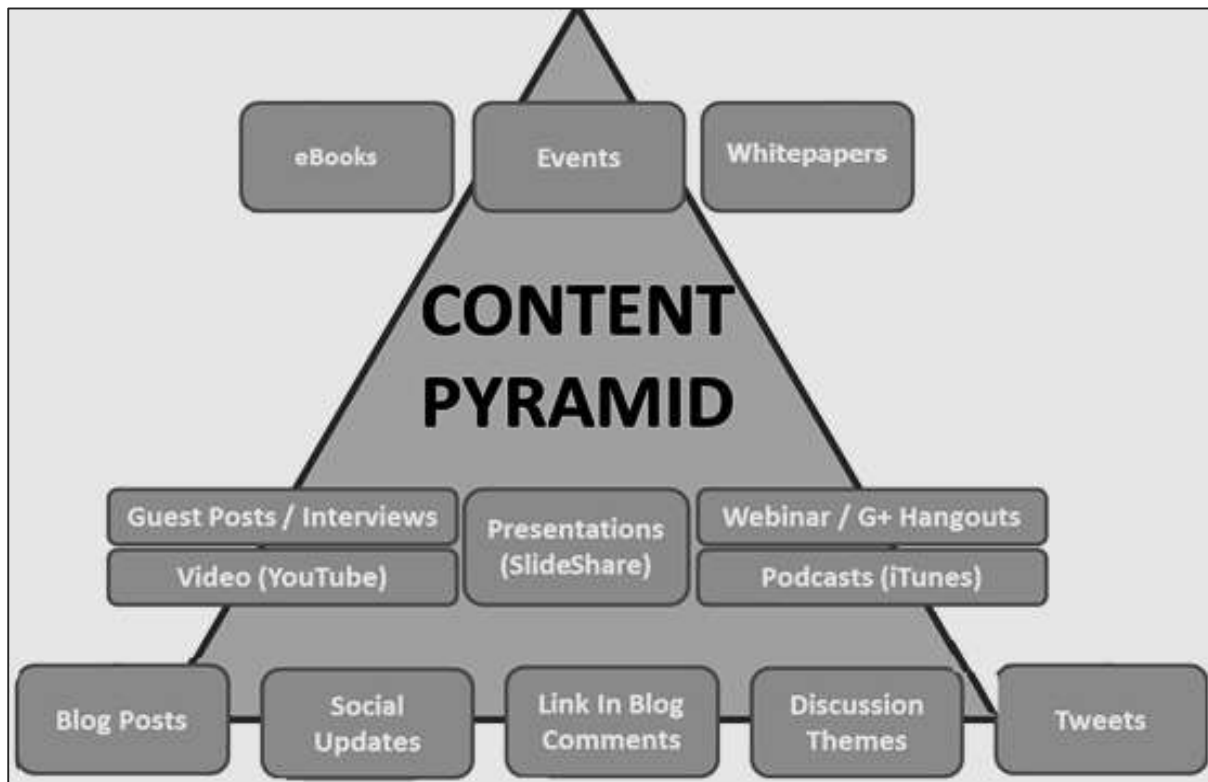 eBooks
Events
Whitepapers
CONTENT
PYRAMID
Guest Posts / Interviews
Video (YouTube)
Presentations
(SlideShare)
Webinar / G+ Hangouts
Podcasts (iTunes)
Blog Posts
Social
Updates
Link In Blog
Comments
Discussion
Themes
Tweets